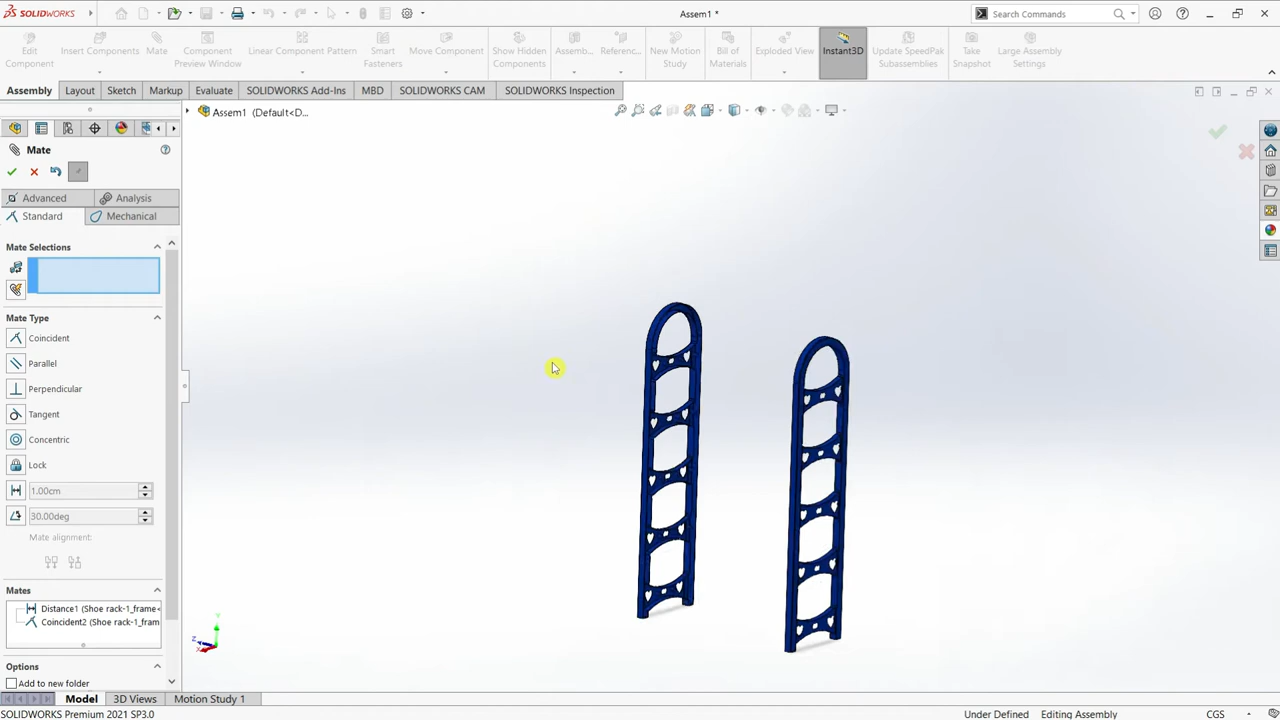 SOLIDWORKS
Assem1 *
Search Commands
Edit Component
Insert Components
Mate
Component Preview Window
Linear Component Pattern
Smart Fasteners
Move Component
Show Hidden Components
Assemb...
Referenc...
New Motion Study
Bill of Materials
Exploded View
Instant3D
Update SpeedPak Subassemblies
Take Snapshot
Large Assembly Settings
Assembly
Layout
Sketch
Markup
Evaluate
SOLIDWORKS Add-Ins
MBD
SOLIDWORKS CAM
SOLIDWORKS Inspection
Assem1 (Default<D...
Mate
Advanced
Analysis
Standard
Mechanical
Mate Selections
Mate Type
Coincident
Parallel
Perpendicular
Tangent
Concentric
Lock
1.00cm
30.00deg
Mate alignment:
Mates
Distance1 (Shoe rack-1_frame<
Coincident2 (Shoe rack-1_fram
Options
Add to new folder
Model
3D Views
Motion Study 1
SOLIDWORKS Premium 2021 SP3.0
Under Defined
Editing Assembly
CGS